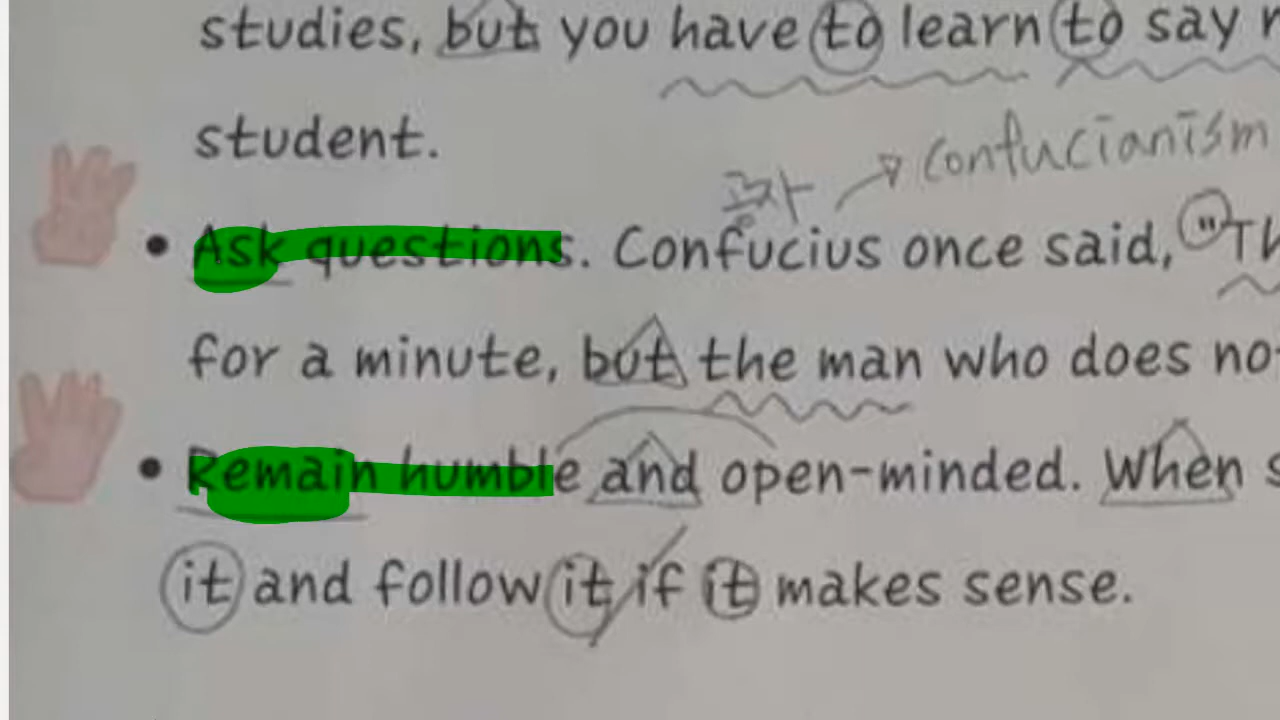 studies, but you have to learn to say
student.
confucianism
공자
• Ask questions. Confucius once said, "Th
for a minute, but the man who does no
• Remain humble and open-minded. When s
it and follow it if it makes sense.